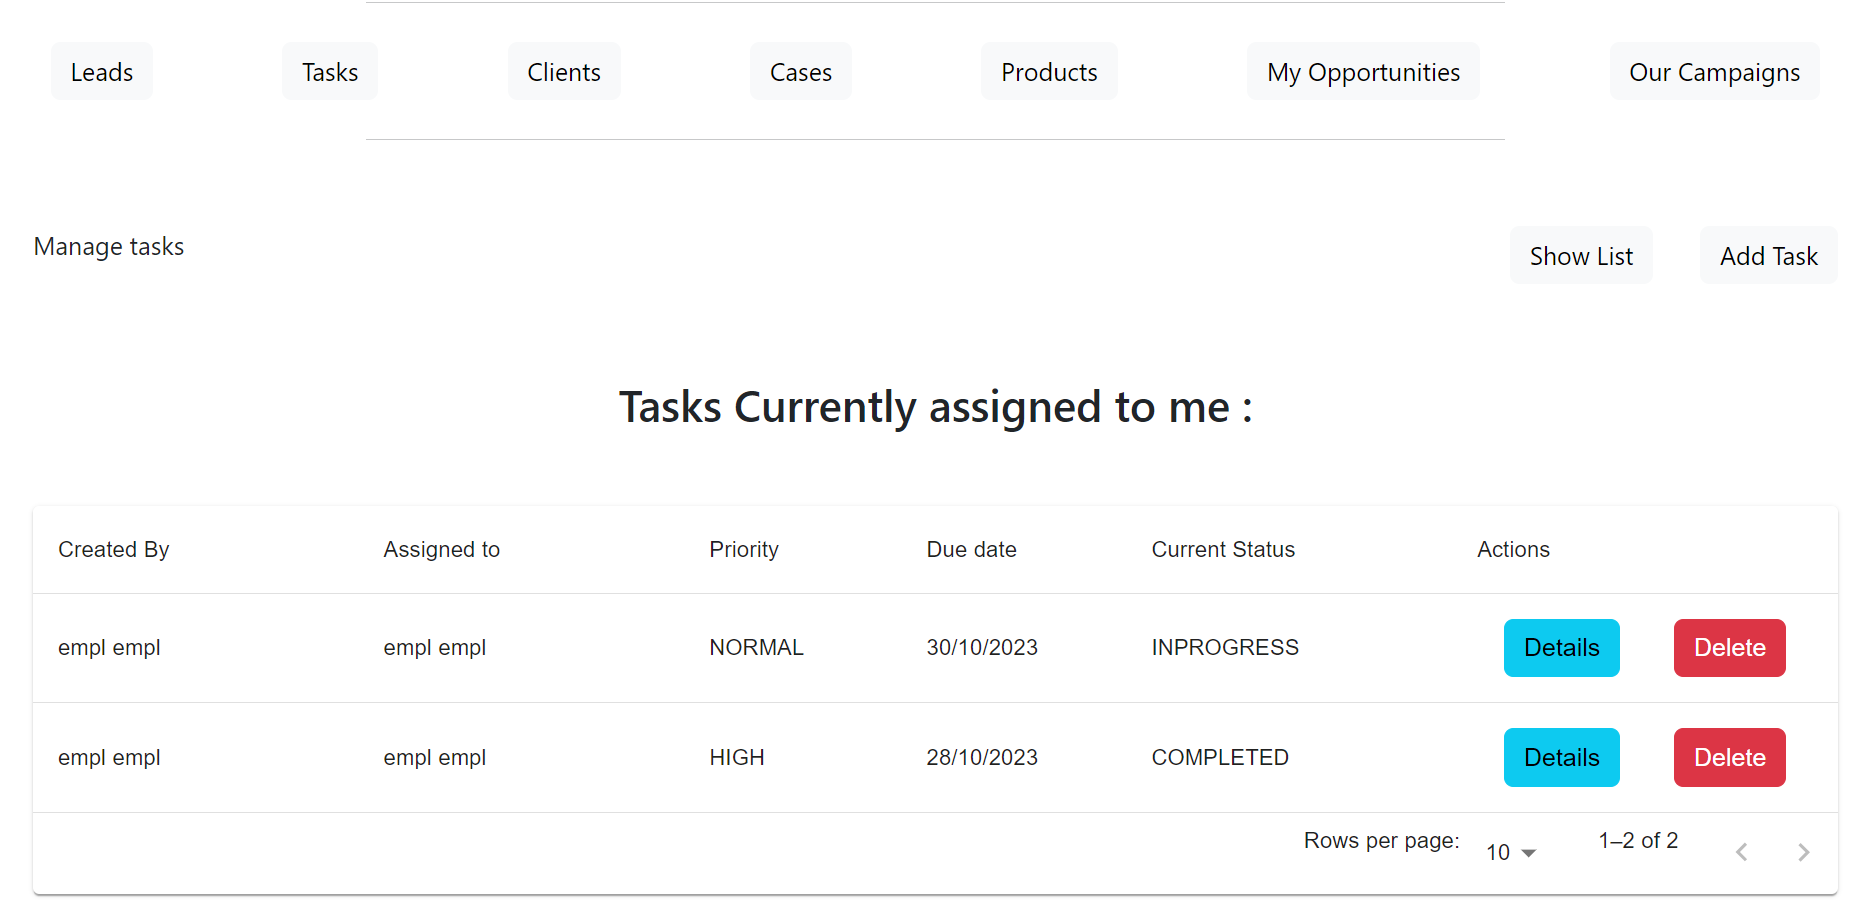 Leads Tasks Clients Cases Products My Opportunities Our Campaigns
Manage tasks Show List Add Task
Tasks Currently assigned to me :
Created By Assigned to Priority Due date Current Status Actions
empl empl empl empl NORMAL 30/10/2023 INPROGRESS Details Delete
empl empl empl empl HIGH 28/10/2023 COMPLETED Details Delete
Rows per page: 10 1–2 of 2